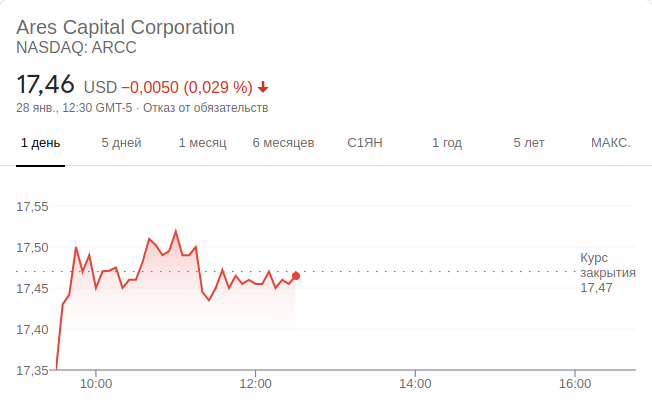 Ares Capital Corporation
NASDAQ: ARCC
17,46 USD −0,0050 (0,029 %)
28 янв., 12:30 GMT-5 · Отказ от обязательств
1 день 5 дней 1 месяц 6 месяцев С1ЯН 1 год 5 лет МАКС.
17,55
17,50
Курс
закрытия
17,47
17,45
17,40
17,35
10:00 12:00 14:00 16:00